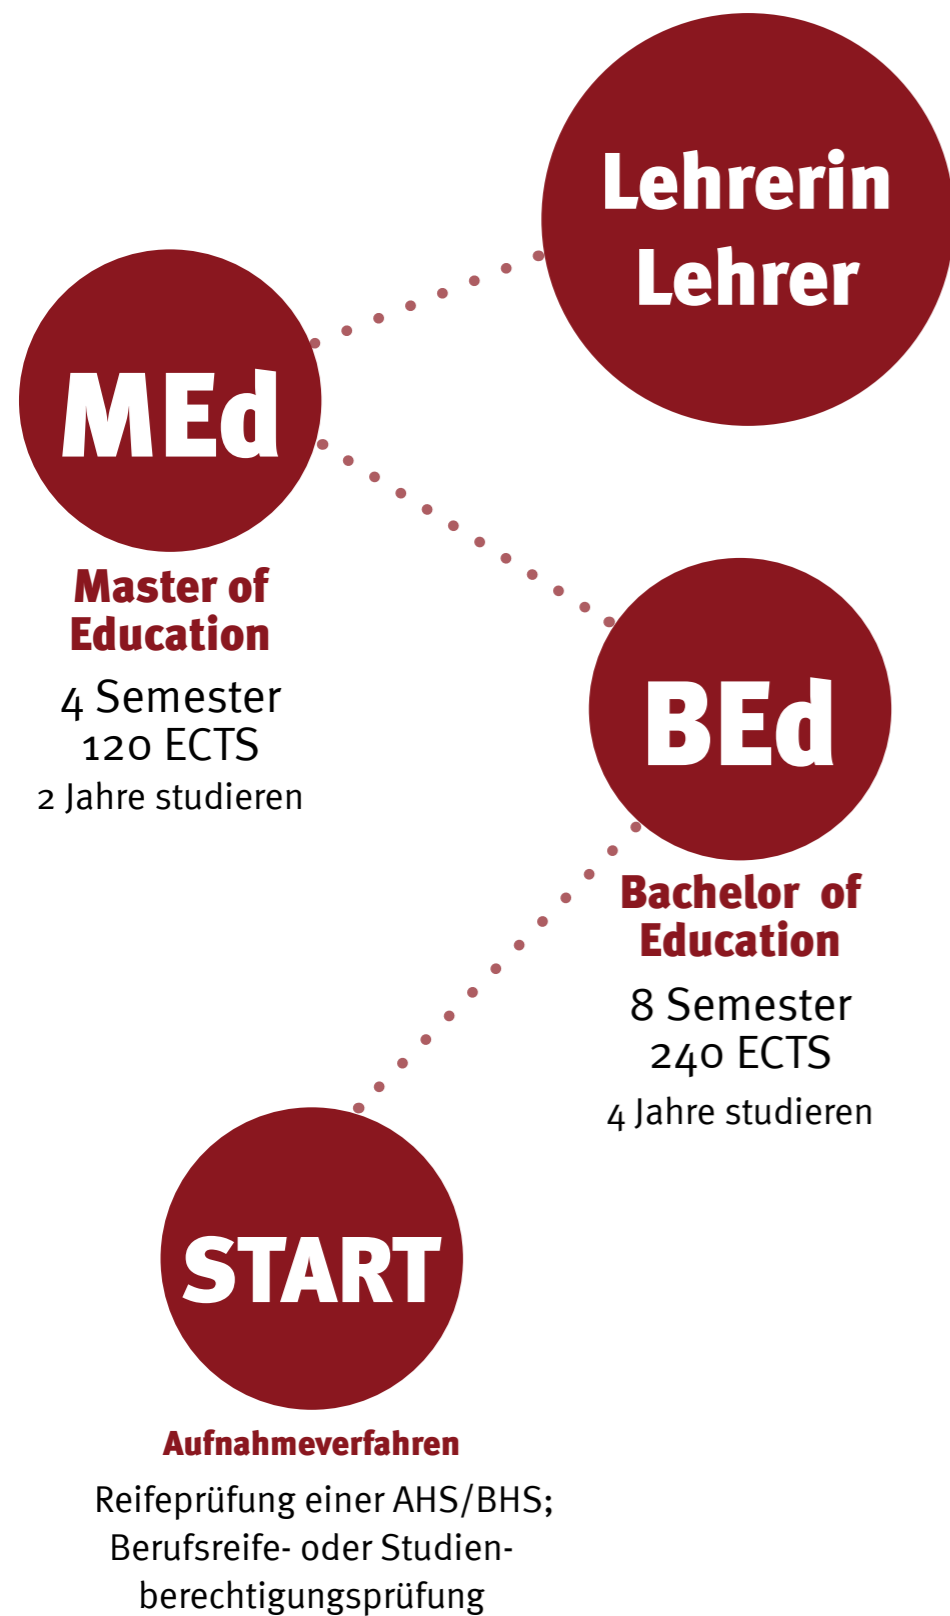 Lehrerin
Lehrer
MEd
Master of
Education
4 Semester
120 ECTS
2 Jahre studieren
BEd
Bachelor of
Education
8 Semester
240 ECTS
4 Jahre studieren
START
Aufnahmeverfahren
Reifeprüfung einer AHS/BHS;
Berufsreife- oder Studien-
berechtigungsprüfung